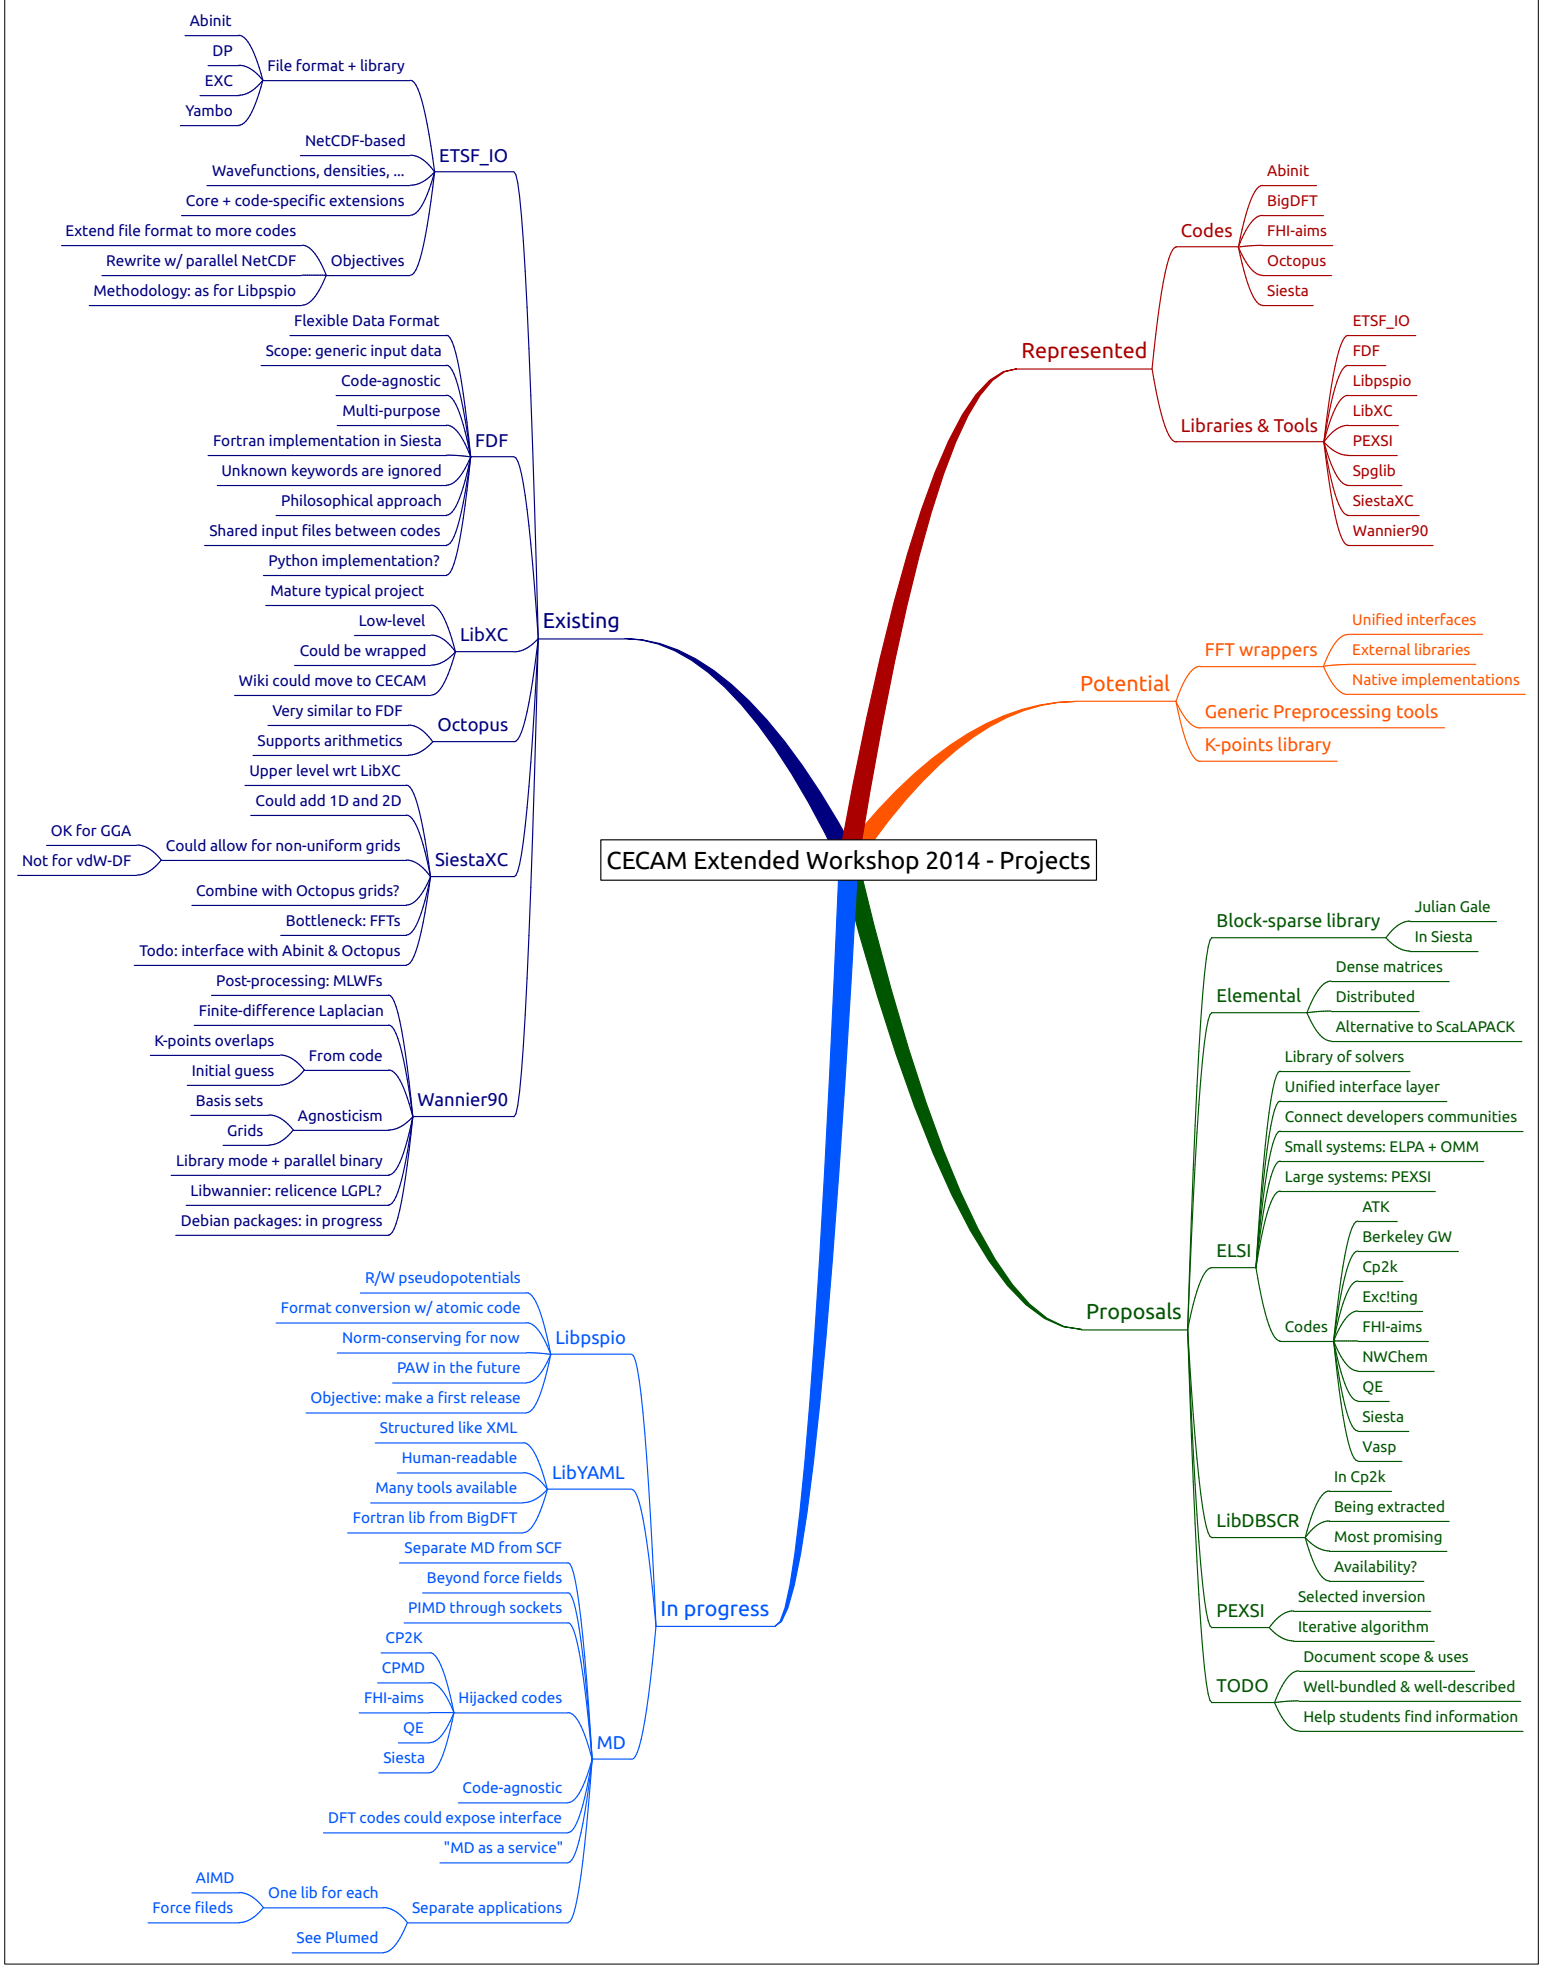 CECAM Extended Workshop 2014 - Projects
Existing
ETSF_IO
File format + library
Abinit
DP
EXC
Yambo
NetCDF-based
Wavefunctions, densities, ...
Core + code-specific extensions
Objectives
Extend file format to more codes
Rewrite w/ parallel NetCDF
Methodology: as for Libpspio
FDF
Flexible Data Format
Scope: generic input data
Code-agnostic
Multi-purpose
Fortran implementation in Siesta
Unknown keywords are ignored
Philosophical approach
Shared input files between codes
Python implementation?
LibXC
Mature typical project
Low-level
Could be wrapped
Wiki could move to CECAM
Octopus
Very similar to FDF
Supports arithmetics
SiestaXC
Upper level wrt LibXC
Could add 1D and 2D
Could allow for non-uniform grids
OK for GGA
Not for vdW-DF
Combine with Octopus grids?
Bottleneck: FFTs
Todo: interface with Abinit & Octopus
Wannier90
Post-processing: MLWFs
Finite-difference Laplacian
From code
K-points overlaps
Initial guess
Agnosticism
Basis sets
Grids
Library mode + parallel binary
Libwannier: relicence LGPL?
Debian packages: in progress
In progress
Libpspio
R/W pseudopotentials
Format conversion w/ atomic code
Norm-conserving for now
PAW in the future
Objective: make a first release
LibYAML
Structured like XML
Human-readable
Many tools available
Fortran lib from BigDFT
MD
Separate MD from SCF
Beyond force fields
PIMD through sockets
Hijacked codes
CP2K
CPMD
FHI-aims
QE
Siesta
Code-agnostic
DFT codes could expose interface
"MD as a service"
Separate applications
One lib for each
AIMD
Force fileds
See Plumed
Represented
Codes
Abinit
BigDFT
FHI-aims
Octopus
Siesta
Libraries & Tools
ETSF_IO
FDF
Libpspio
LibXC
PEXSI
Spglib
SiestaXC
Wannier90
Potential
FFT wrappers
Unified interfaces
External libraries
Native implementations
Generic Preprocessing tools
K-points library
Proposals
Block-sparse library
Julian Gale
In Siesta
Elemental
Dense matrices
Distributed
Alternative to ScaLAPACK
ELSI
Library of solvers
Unified interface layer
Connect developers communities
Small systems: ELPA + OMM
Large systems: PEXSI
Codes
ATK
Berkeley GW
Cp2k
Exc!ting
FHI-aims
NWChem
QE
Siesta
Vasp
LibDBSCR
In Cp2k
Being extracted
Most promising
Availability?
PEXSI
Selected inversion
Iterative algorithm
TODO
Document scope & uses
Well-bundled & well-described
Help students find information